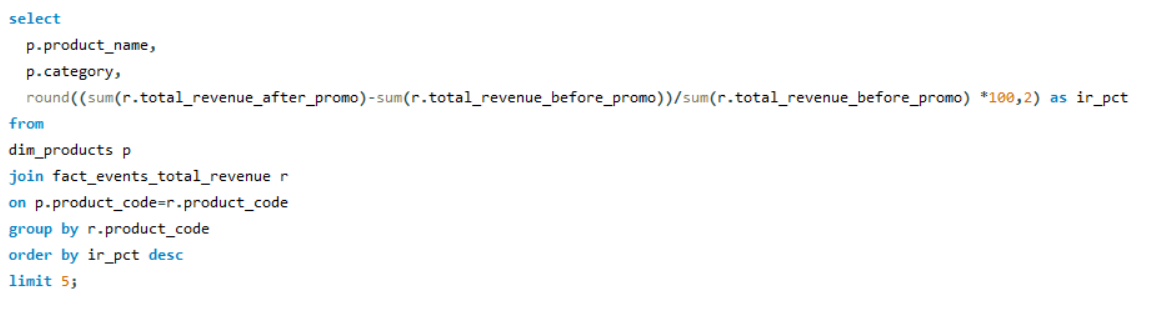 select
p.product_name,
p.category,
round((sum(r.total_revenue_after_promo)-sum(r.total_revenue_before_promo))/sum(r.total_revenue_before_promo) *100,2) as ir_pct
from
dim_products p
join fact_events_total_revenue r
on p.product_code=r.product_code
group by r.product_code
order by ir_pct desc
limit 5;